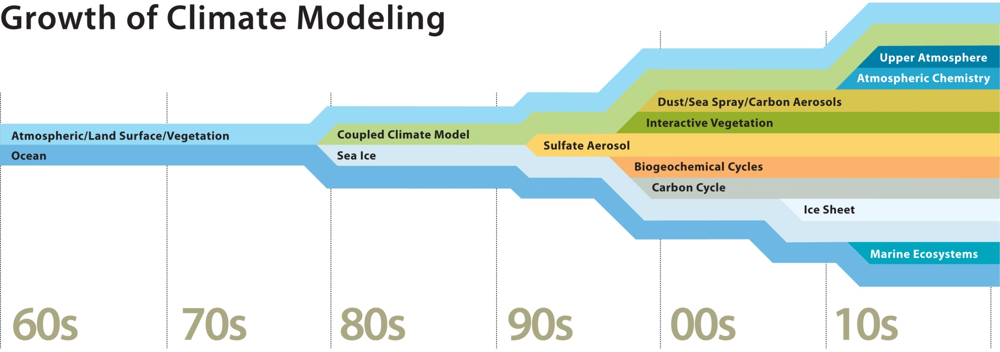 Growth of Climate Modeling
Upper Atmosphere
Atmospheric Chemistry
Dust/Sea Spray/Carbon Aerosols
Interactive Vegetation
Atmospheric/Land Surface/Vegetation
Coupled Climate Model
Sulfate Aerosol
Ocean
Sea Ice
Biogeochemical Cycles
Carbon Cycle
Ice Sheet
Marine Ecosystems
60s
70s
80s
90s
00s
10s